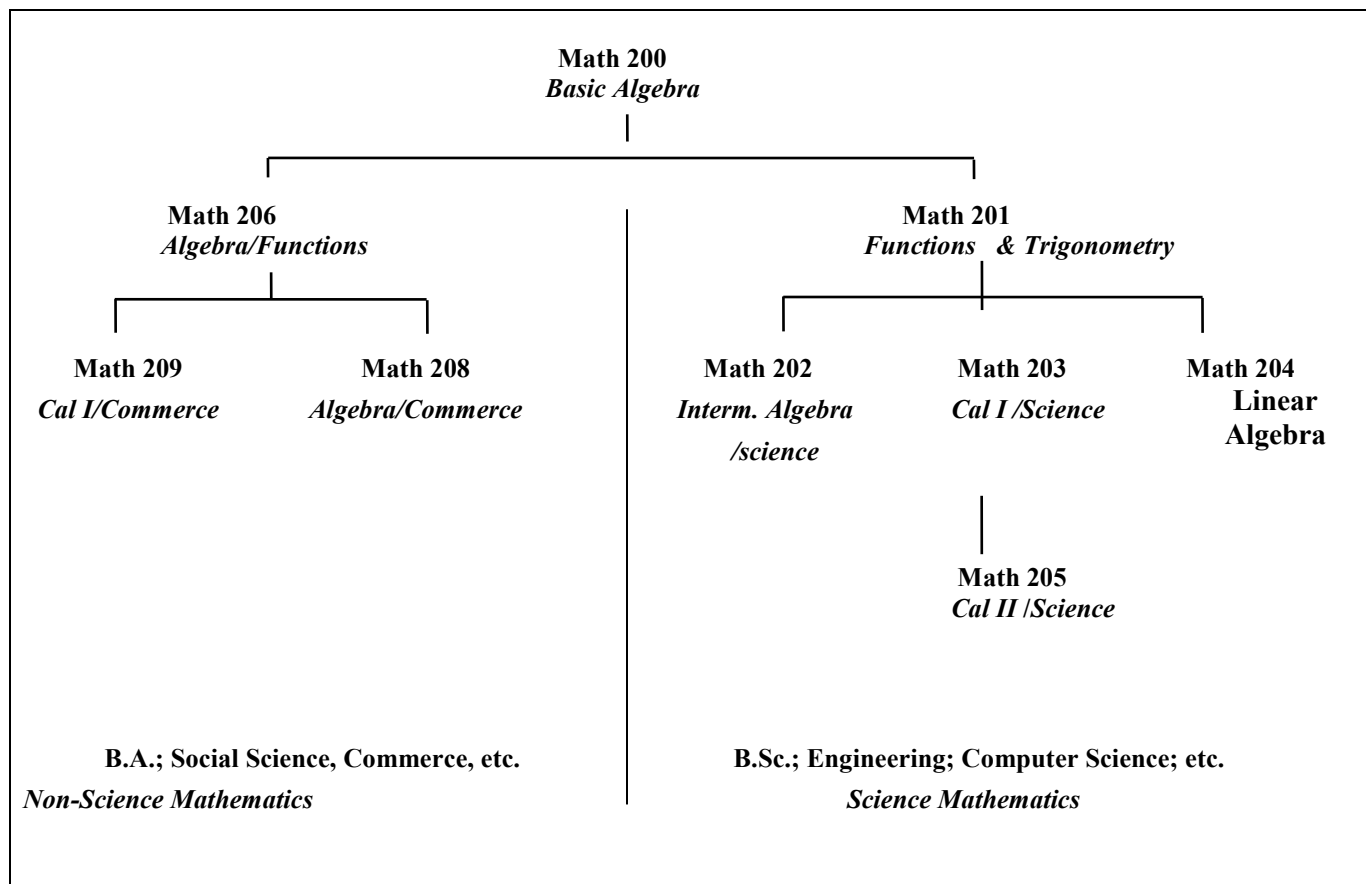 Math 200
Basic Algebra
Math 206
Algebra/Functions
Math 201
Functions & Trigonometry
Math 209
Cal I/Commerce
Math 208
Algebra/Commerce
Math 202
Interm. Algebra
/science
Math 203
Cal I /Science
Math 204
Linear
Algebra
Math 205
Cal II /Science
B.A.; Social Science, Commerce, etc.
Non-Science Mathematics
B.Sc.; Engineering; Computer Science; etc.
Science Mathematics